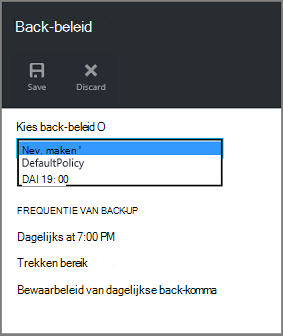 Back-beleid
Save Discard
Kies back-beleid O
Nev. maken '
DefaultPolicy
DAI 19: 00
FREQUENTIE VAN BACK-UP
Dagelijks at 7:00 PM
Trekken bereik
Bewaarbeleid van dagelijkse back-komma